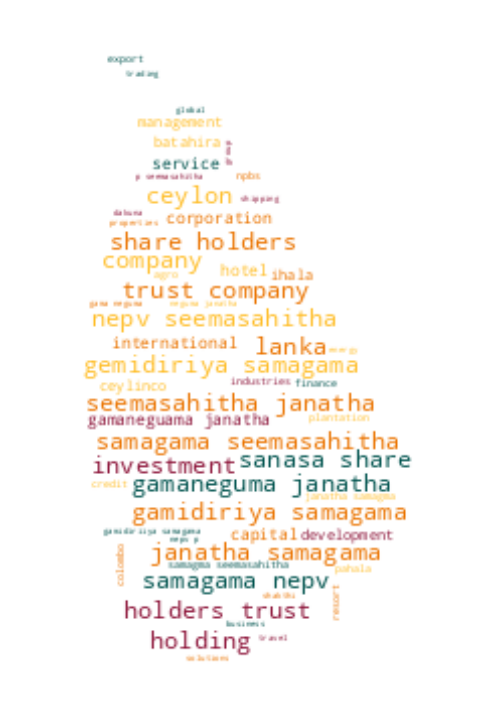 export
trading
global
management
batahira
service
p seemasahitha npbs
ceylon shipping
dakuna
properties corporation
share holders
company
agro hotel ihala
trust company
gama neguma neguma janatha
nepv seemasahitha
international lanka energy
gemidiriya samagama
ceylinco industries finance
seemasahitha janatha
gamaneguama janatha plantation
samagama seemasahitha
investment sanasa share
credit gamaneguma janatha
janatha samagma
gamidiriya samagama
gamidiriiya samagama
nepv p capital development
janatha samagama
colombo samagma seemasahitha pahala
samagama nepv
shakthi resort
holders trust
business
holding travel
solutions